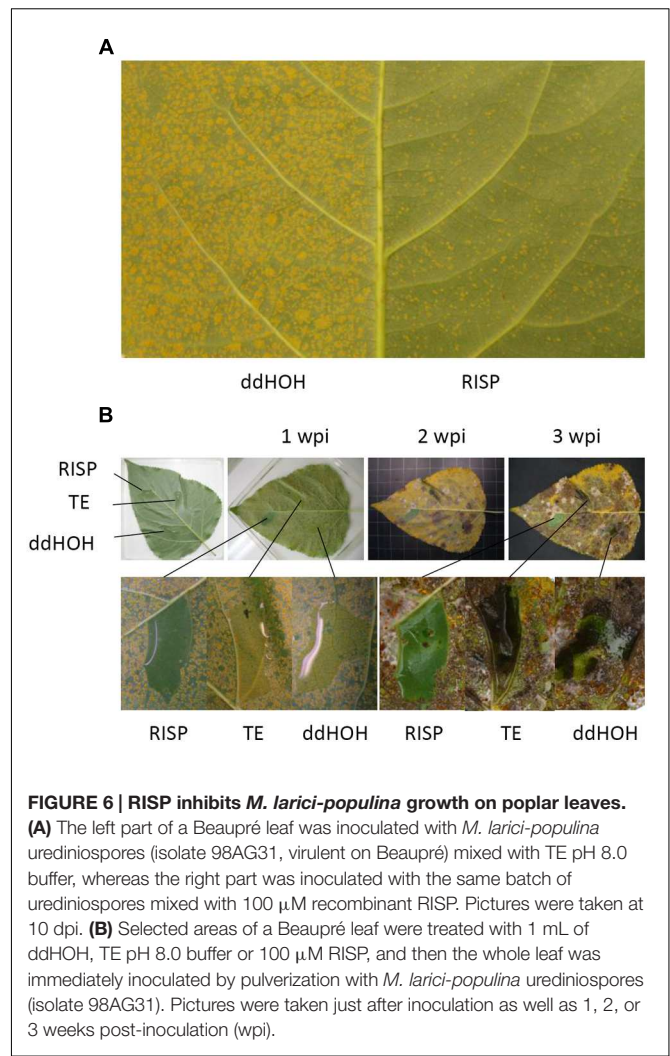 A
ddHOH RISP
B
1 wpi 2 wpi 3 wpi
RISP
TE
ddHOH
RISP TE ddHOH RISP TE ddHOH
FIGURE 6 | RISP inhibits M. larici-populina growth on poplar leaves.
(A) The left part of a Beaupré leaf was inoculated with M. larici-populina
urediniospores (isolate 98AG31, virulent on Beaupré) mixed with TE pH 8.0
buffer, whereas the right part was inoculated with the same batch of
urediniospores mixed with 100 μM recombinant RISP. Pictures were taken at
10 dpi. (B) Selected areas of a Beaupré leaf were treated with 1 mL of
ddHOH, TE pH 8.0 buffer or 100 μM RISP, and then the whole leaf was
immediately inoculated by pulverization with M. larici-populina urediniospores
(isolate 98AG31). Pictures were taken just after inoculation as well as 1, 2, or
3 weeks post-inoculation (wpi).